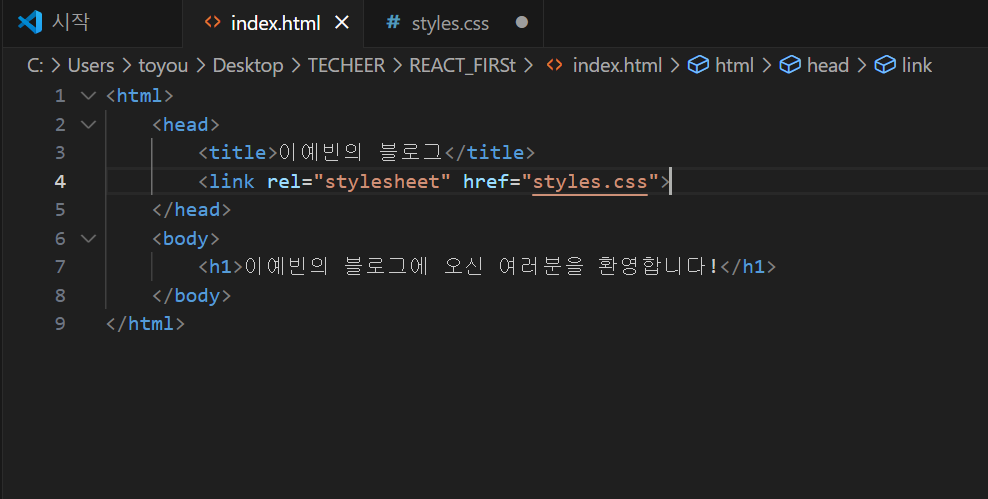 시작 index.html styles.css
C: > Users > toyou > Desktop > TECHEER > REACT_FIRSt > index.html > html > head > link
1 <html>
2 <head>
3 <title>이예빈의 블로그</title>
4 <link rel="stylesheet" href="styles.css">
5 </head>
6 <body>
7 <h1>이예빈의 블로그에 오신 여러분을 환영합니다!</h1>
8 </body>
9 </html>